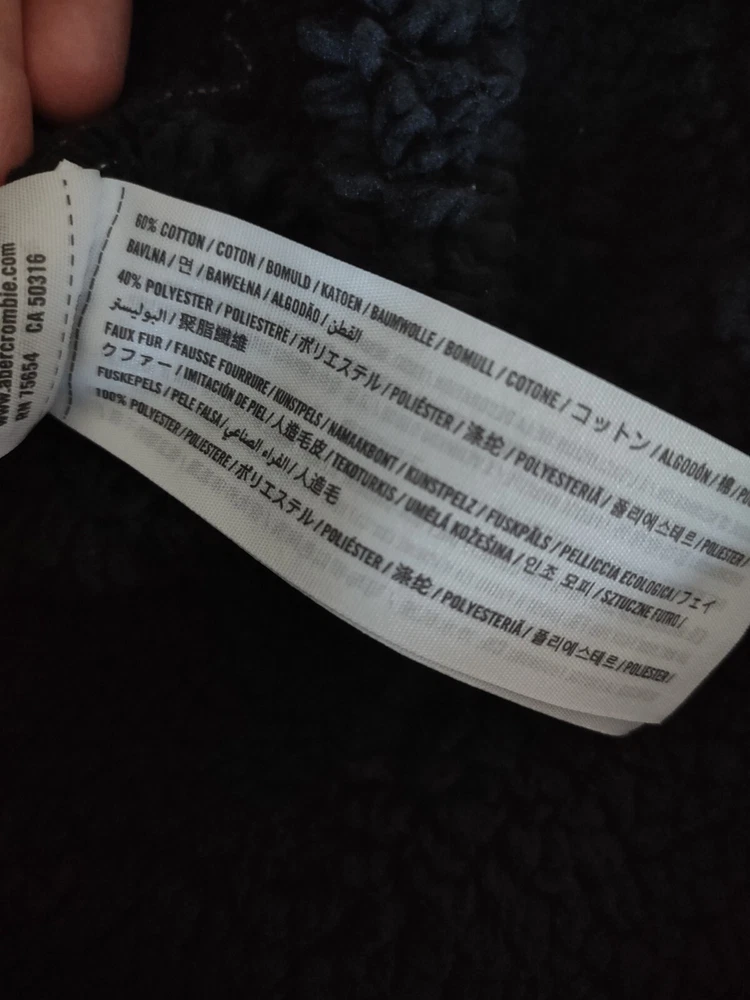 www.abercrombie.com
RN 75654 CA 50316
60% COTTON / COTON / BOMULD / KATOEN / BAUMWOLLE / BOMULL / COTONE / コットン / ALGODÓN / 棉 /
BAVLNA / 면 / BAWEŁNA / ALGODÃO / القطن
40% POLYESTER / POLIESTERE / ポリエステル / POLIÉSTER / 涤纶 / POLYESTERIÄ / 폴리에스테르 / POLIESTER /
البوليستر / 聚脂纖維
FAUX FUR / FAUSSE FOURRURE / KUNSTPELS / NAMAAKBONT / KUNSTPELZ / FUSKPÄLS / PELLICCIA ECOLOGICA / フェイ
クファー / IMITACIÓN DE PIEL / 人造毛皮 / TEKOTURKIS / UMĚLÁ KOŽEŠINA / 인조 모피 / SZTUCZNE FUTRO /
FUSKEPELS / PELE FALSA / الفراء الصناعي / 人造毛
100% POLYESTER / POLIESTERE / ポリエステル / POLIÉSTER / 涤纶 / POLYESTERIÄ / 폴리에스테르 / POLIESTER /